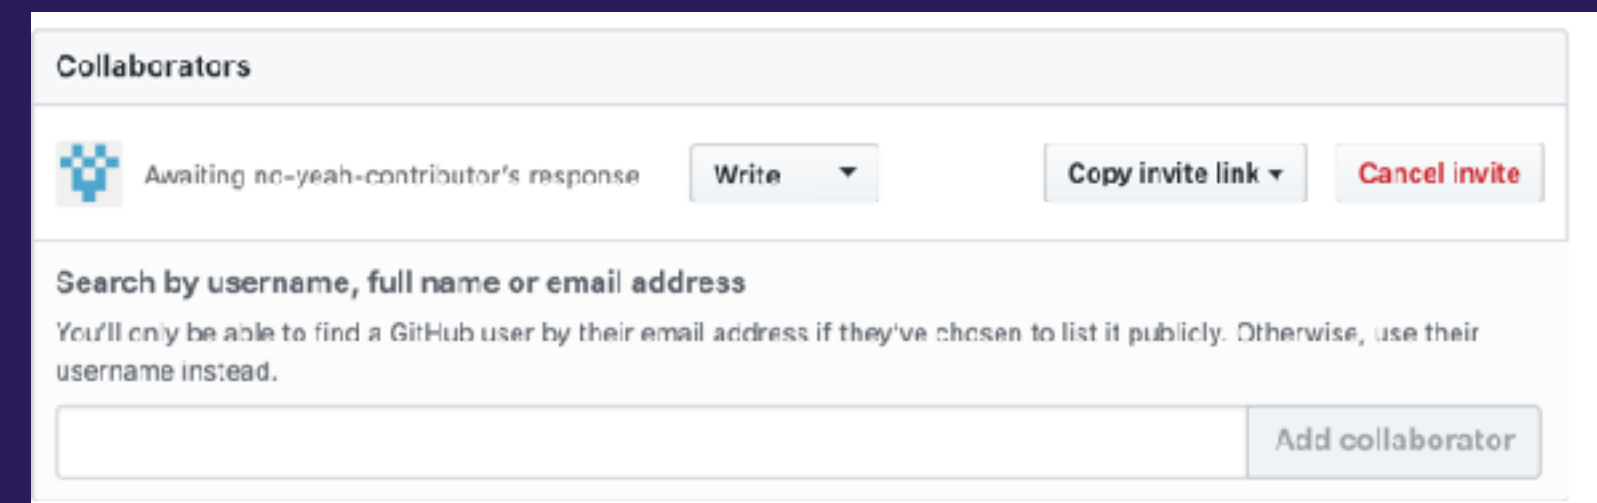 Collaborators
Awaiting no-yeah-contributor's response Write Copy invite link Cancel invite
Search by username, full name or email address
You'll only be able to find a GitHub user by their email address if they've chosen to list it publicly. Otherwise, use their
username instead.
Add collaborator